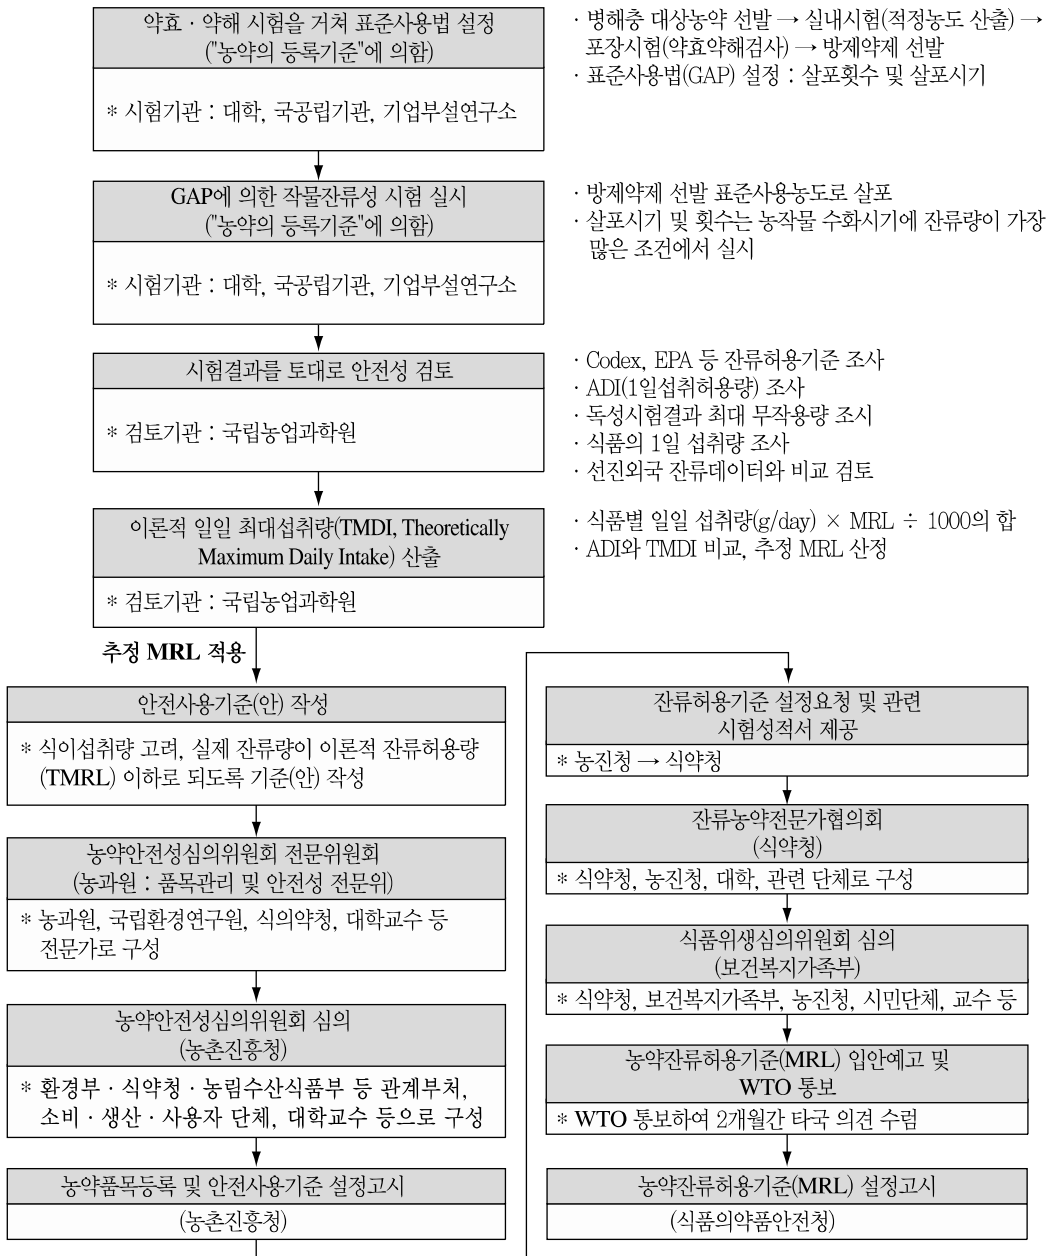 약효 · 약해 시험을 거쳐 표준사용법 설정
("농약의 등록기준"에 의함)
* 시험기관 : 대학, 국공립기관, 기업부설연구소
· 병해충 대상농약 선발 → 실내시험(적정농도 산출) →
포장시험(약효약해검사) → 방제약제 선발
· 표준사용법(GAP) 설정 : 살포횟수 및 살포시기
GAP에 의한 작물잔류성 시험 실시
("농약의 등록기준"에 의함)
* 시험기관 : 대학, 국공립기관, 기업부설연구소
· 방제약제 선발 표준사용농도로 살포
· 살포시기 및 횟수는 농작물 수화시기에 잔류량이 가장
많은 조건에서 실시
시험결과를 토대로 안전성 검토
* 검토기관 : 국립농업과학원
· Codex, EPA 등 잔류허용기준 조사
· ADI(1일섭취허용량) 조사
· 독성시험결과 최대 무작용량 조시
· 식품의 1일 섭취량 조사
· 선진외국 잔류데이터와 비교 검토
이론적 일일 최대섭취량(TMDI, Theoretically
Maximum Daily Intake) 산출
* 검토기관 : 국립농업과학원
· 식품별 일일 섭취량(g/day) × MRL ÷ 1000의 합
· ADI와 TMDI 비교, 추정 MRL 산정
추정 MRL 적용
안전사용기준(안) 작성
* 식이섭취량 고려, 실제 잔류량이 이론적 잔류허용량
(TMRL) 이하로 되도록 기준(안) 작성
농약안전성심의위원회 전문위원회
(농과원 : 품목관리 및 안전성 전문위)
* 농과원, 국립환경연구원, 식의약청, 대학교수 등
전문가로 구성
농약안전성심의위원회 심의
(농촌진흥청)
* 환경부 · 식약청 · 농림수산식품부 등 관계부처,
소비 · 생산 · 사용자 단체, 대학교수 등으로 구성
농약품목등록 및 안전사용기준 설정고시
(농촌진흥청)
잔류허용기준 설정요청 및 관련
시험성적서 제공
* 농진청 → 식약청
잔류농약전문가협의회
(식약청)
* 식약청, 농진청, 대학, 관련 단체로 구성
식품위생심의위원회 심의
(보건복지가족부)
* 식약청, 보건복지가족부, 농진청, 시민단체, 교수 등
농약잔류허용기준(MRL) 입안예고 및
WTO 통보
* WTO 통보하여 2개월간 타국 의견 수렴
농약잔류허용기준(MRL) 설정고시
(식품의약품안전청)